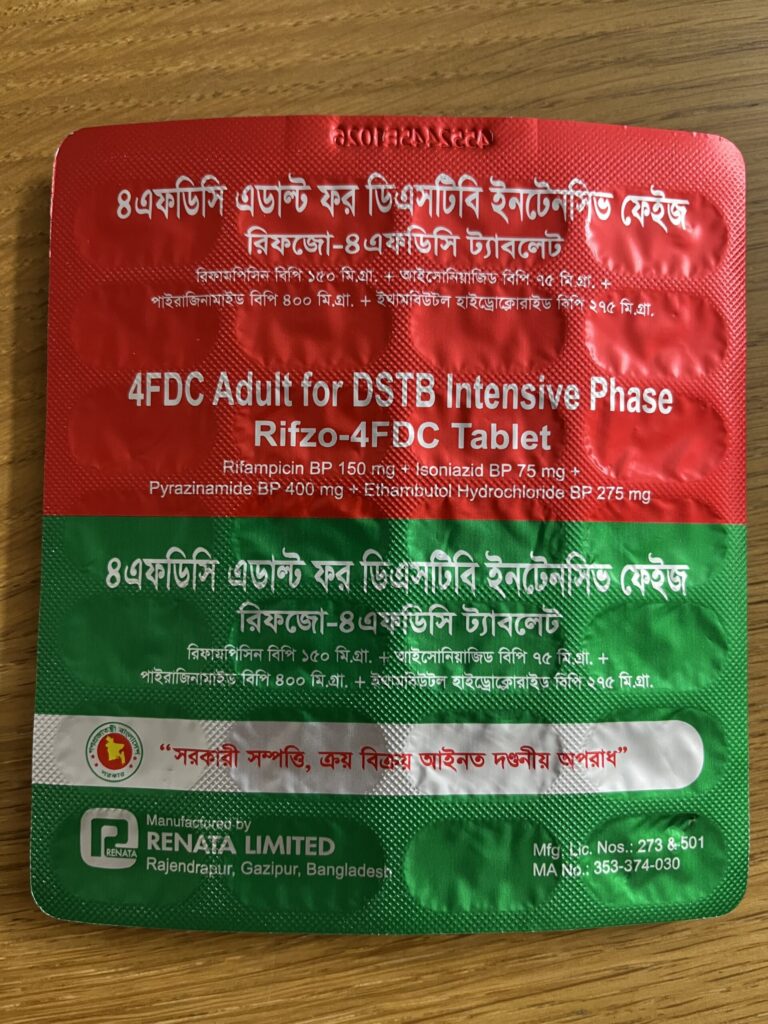 ৪এফডিসি এডাল্ট ফর ডিএসটিবি ইনটেনসিভ ফেইজ
রিফজো-৪এফডিসি ট্যাবলেট
রিফামপিসিন বিপি ১৫০ মি.গ্রা. + আইসোনিয়াজিড বিপি ৭৫ মি.গ্রা. +
পাইরাজিনামাইড বিপি ৪০০ মি.গ্রা. + ইথামবিউটল হাইড্রোক্লোরাইড বিপি ২৭৫ মি.গ্রা.
4FDC Adult for DSTB Intensive Phase
Rifzo-4FDC Tablet
Rifampicin BP 150 mg + Isoniazid BP 75 mg +
Pyrazinamide BP 400 mg + Ethambutol Hydrochloride BP 275 mg
৪এফডিসি এডাল্ট ফর ডিএসটিবি ইনটেনসিভ ফেইজ
রিফজো-৪এফডিসি ট্যাবলেট
রিফামপিসিন বিপি ১৫০ মি.গ্রা. + আইসোনিয়াজিড বিপি ৭৫ মি.গ্রা. +
পাইরাজিনামাইড বিপি ৪০০ মি.গ্রা. + ইথামবিউটল হাইড্রোক্লোরাইড বিপি ২৭৫ মি.গ্রা.
গণপ্রজাতন্ত্রী বাংলাদেশ
সরকার
“সরকারী সম্পত্তি, ক্রয় বিক্রয় আইনত দণ্ডনীয় অপরাধ”
RENATA
Manufactured by
RENATA LIMITED
Rajendrapur, Gazipur, Bangladesh
Mfg. Lic. Nos.: 273 & 501
MA No.: 353-374-030